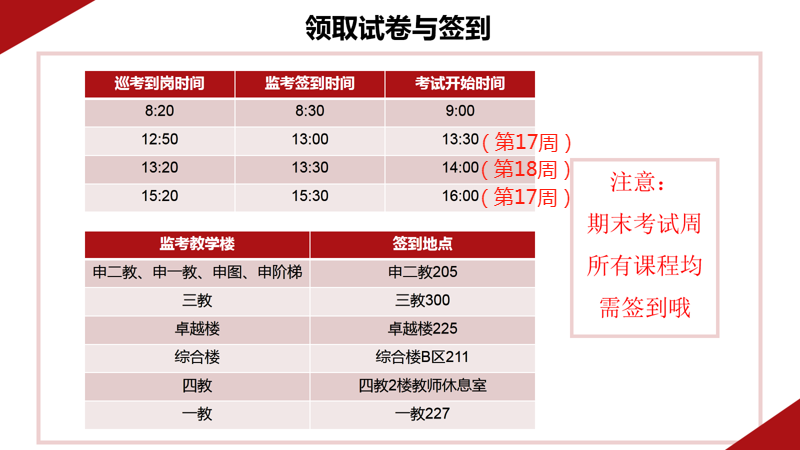 领取试卷与签到
巡考到岗时间 监考签到时间 考试开始时间
8:20 8:30 9:00
12:50 13:00 13:30（第17周）
13:20 13:30 14:00（第18周）
15:20 15:30 16:00（第17周）
注意：
期末考试周
所有课程均
需签到哦
监考教学楼 签到地点
申二教、申一教、申图、申阶梯 申二教205
三教 三教300
卓越楼 卓越楼225
综合楼 综合楼B区211
四教 四教2楼教师休息室
一教 一教227